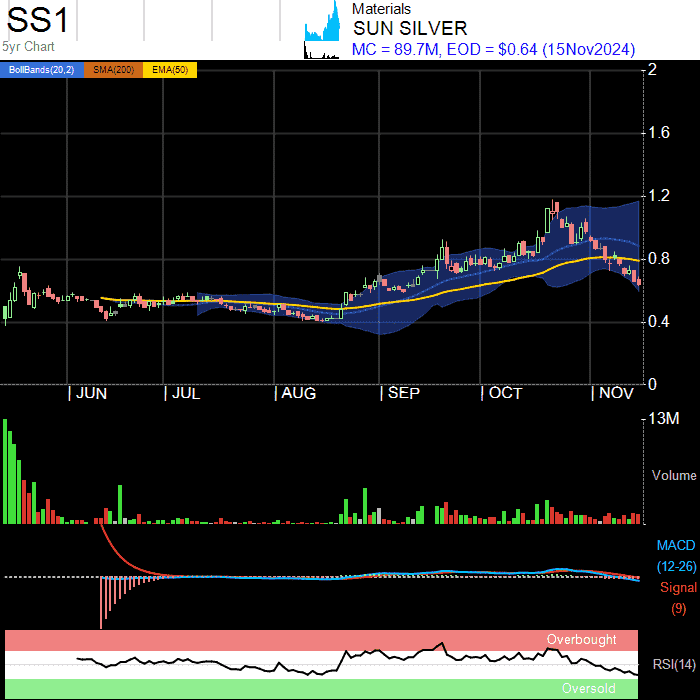 SS1
5yr Chart
Materials
SUN SILVER
MC = 89.7M, EOD = $0.64 (15Nov2024)
BollBands(20,2) SMA(200) EMA(50)
2
1.6
1.2
0.8
0.4
0
JUN JUL AUG SEP OCT NOV
13M
Volume
MACD
(12-26)
Signal
(9)
Overbought
RSI(14)
Oversold